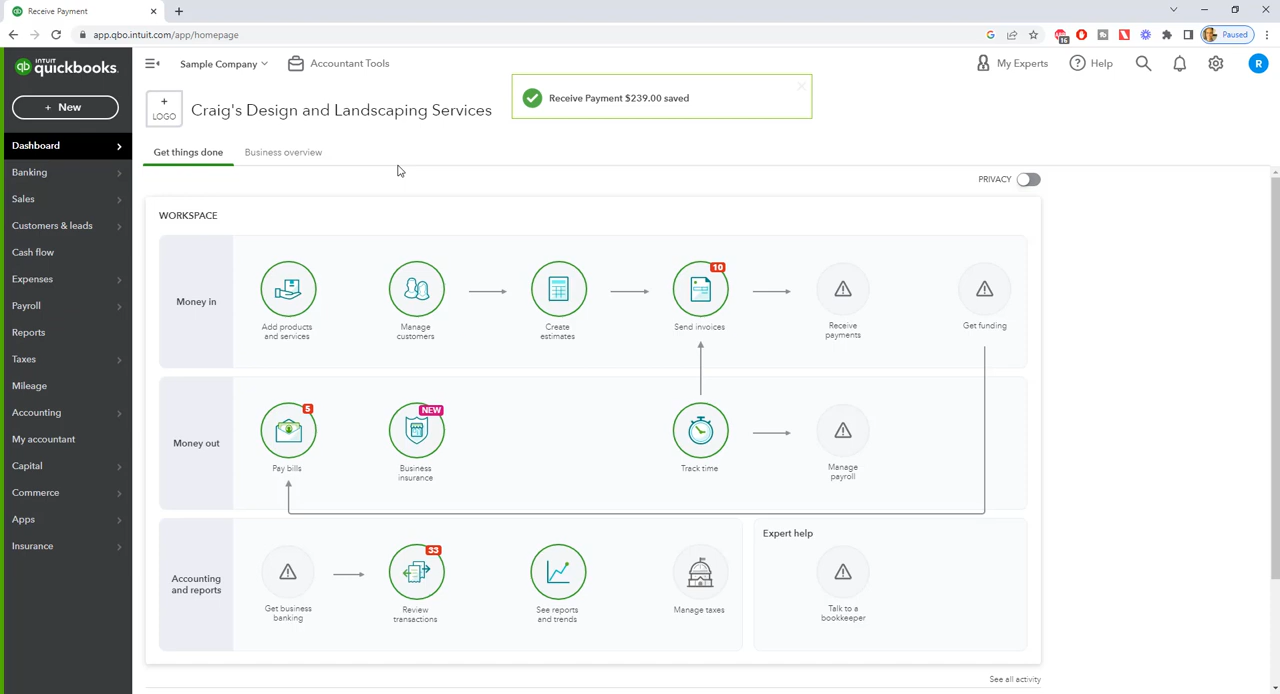 Receive Payment
app.qbo.intuit.com/app/homepage
16
Paused
INTUIT
quickbooks.
Sample Company
Accountant Tools
My Experts
Help
R
+ New
+
LOGO
Craig's Design and Landscaping Services
Receive Payment $239.00 saved
Dashboard
Banking
Sales
Customers & leads
Cash flow
Expenses
Payroll
Reports
Taxes
Mileage
Accounting
My accountant
Capital
Commerce
Apps
Insurance
Get things done
Business overview
PRIVACY
WORKSPACE
Money in
Add products
and services
Manage
customers
Create
estimates
10
Send invoices
Receive
payments
Get funding
Money out
5
Pay bills
NEW
Business
insurance
Track time
Manage
payroll
Accounting
and reports
Get business
banking
33
Review
transactions
See reports
and trends
Manage taxes
Expert help
Talk to a
bookkeeper
See all activity